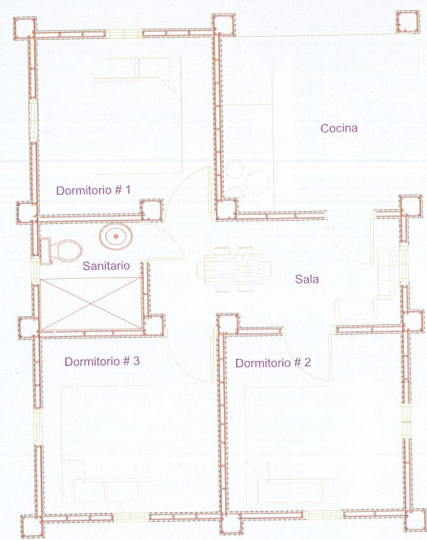 Cocina
Dormitorio # 1
Sanitario
Sala
Dormitorio # 3
Dormitorio # 2